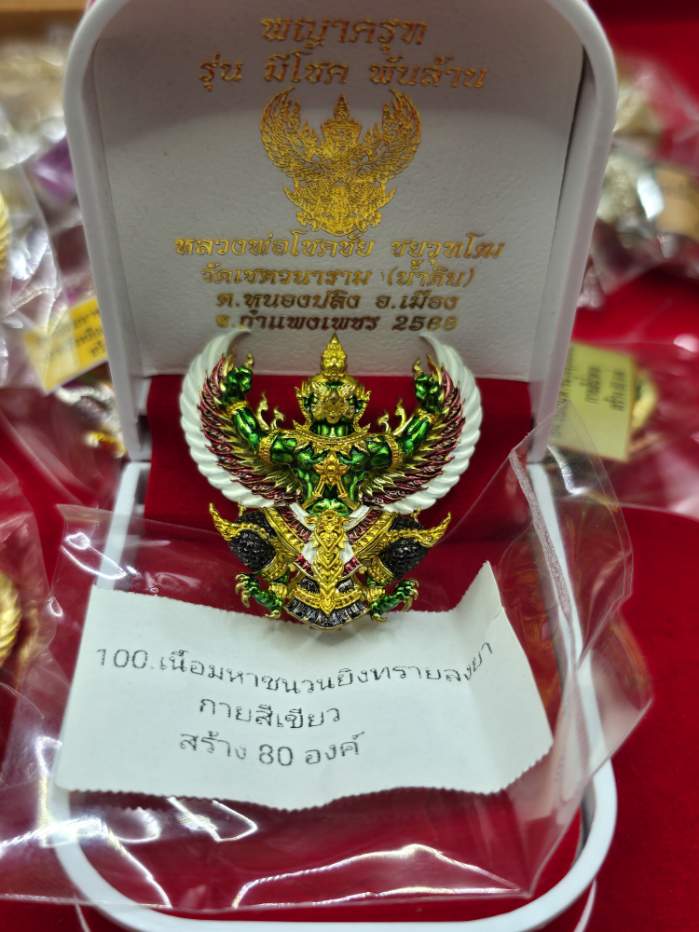 พญาครุฑ
รุ่น มีโชค พันล้าน
หลวงพ่อโชคชัย ชยวุฑโฒ
วัดเชตวนาราม (น้ำดิบ)
ต.หนองปลิง อ.เมือง
จ.กำแพงเพชร 2568
100.เนื้อมหาชนวนยิงทรายลงยา
กายสีเขียว
สร้าง 80 องค์